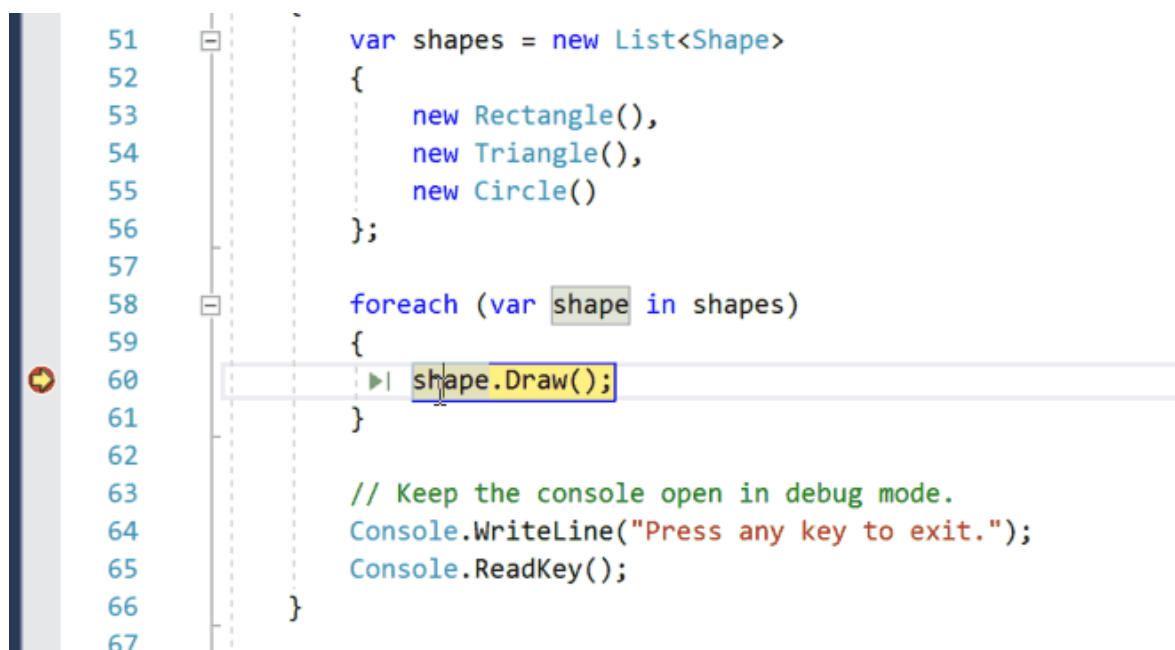 51 var shapes = new List<Shape>
52 {
53 new Rectangle(),
54 new Triangle(),
55 new Circle()
56 };
57
58 foreach (var shape in shapes)
59 {
60 shape.Draw();
61 }
62
63 // Keep the console open in debug mode.
64 Console.WriteLine("Press any key to exit.");
65 Console.ReadKey();
66 }
67